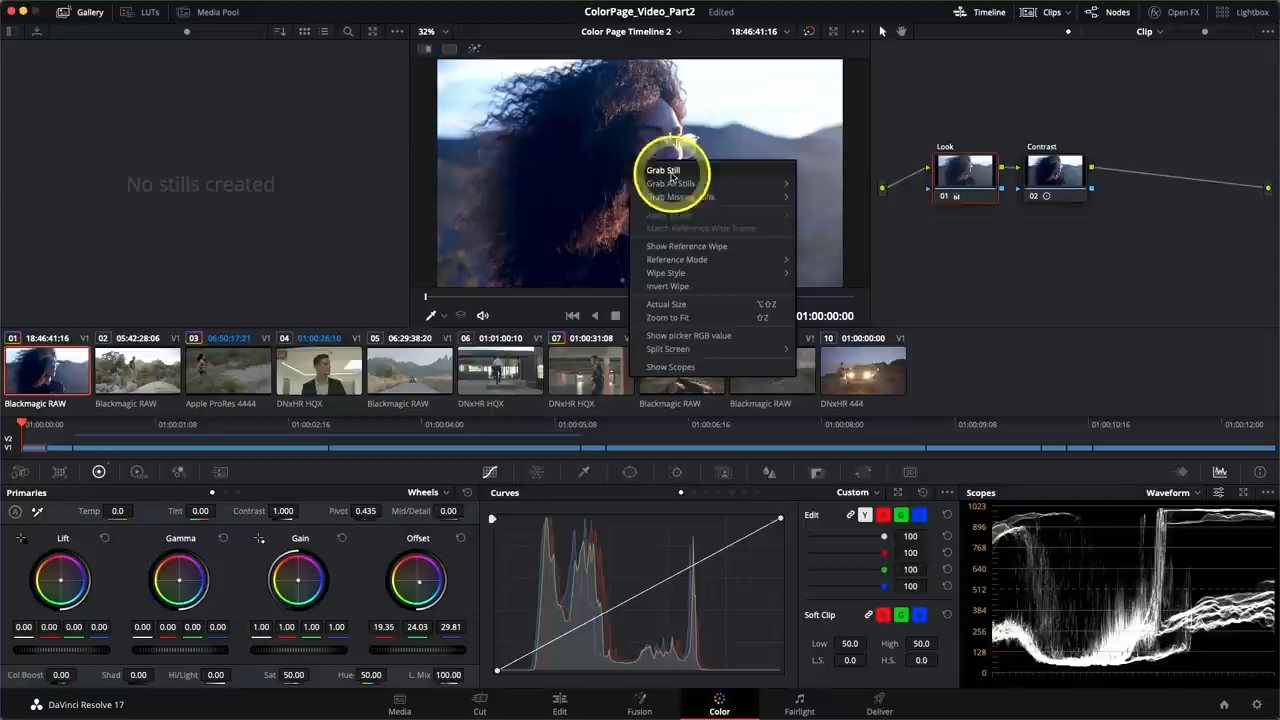 Gallery LUTs Media Pool ColorPage_Video_Part2 Edited Timeline Clips Nodes Open FX Lightbox
32% Color Page Timeline 2 18:46:41:16 Clip
No stills created
Look Contrast
01 02
Grab Still
Grab All Stills
Match Reference Wipe Frame
Show Reference Wipe
Reference Mode
Wipe Style
Invert Wipe
Actual Size ⌥⇧Z
Zoom to Fit ⇧Z
Show picker RGB value
Split Screen
Show Scopes
01:00:00:00
01 18:46:41:16 V1 02 05:42:28:06 V1 03 06:50:17:21 V1 04 01:00:26:10 V1 05 06:29:38:20 V1 06 01:01:00:10 V1 07 01:00:31:08 V1 10 01:00:00:00 V1
Blackmagic RAW Blackmagic RAW Apple ProRes 4444 DNxHR HQX Blackmagic RAW DNxHR HQX DNxHR HQX Blackmagic RAW Blackmagic RAW DNxHR 444
01:00:00:00 01:00:01:08 01:00:02:16 01:00:04:00 01:00:05:08 01:00:06:16 01:00:08:00 01:00:09:08 01:00:10:16 01:00:12:00
V2
V1
Primaries Wheels Curves Custom Scopes Waveform
Temp 0.0 Tint 0.00 Contrast 1.000 Pivot 0.435 Mid/Detail 0.00
Lift Gamma Gain Offset
0.00 0.00 0.00 0.00 0.00 0.00 0.00 0.00 1.00 1.00 1.00 1.00 19.35 24.03 29.81
Col Boost 0.00 Shad 0.00 Hi/Light 0.00 Sat 50.00 Hue 50.00 L. Mix 100.00
Edit Y R G B
100
100
100
100
Soft Clip R G B
Low 50.0 High 50.0
L.S. 0.0 H.S. 0.0
1023
896
768
640
512
384
256
128
0
DaVinci Resolve 17 Media Cut Edit Fusion Color Fairlight Deliver